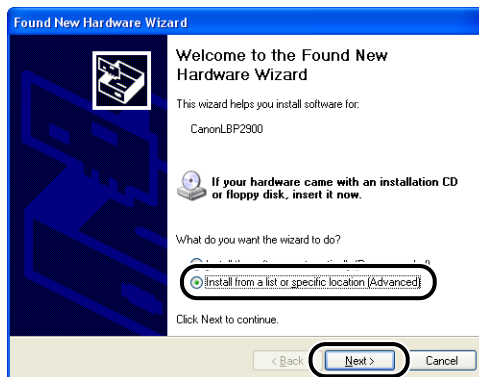 Found New Hardware Wizard
Welcome to the Found New
Hardware Wizard
This wizard helps you install software for:
CanonLBP2900
If your hardware came with an installation CD
or floppy disk, insert it now.
What do you want the wizard to do?
Install from a list or specific location (Advanced)
Click Next to continue.
< Back
Next >
Cancel